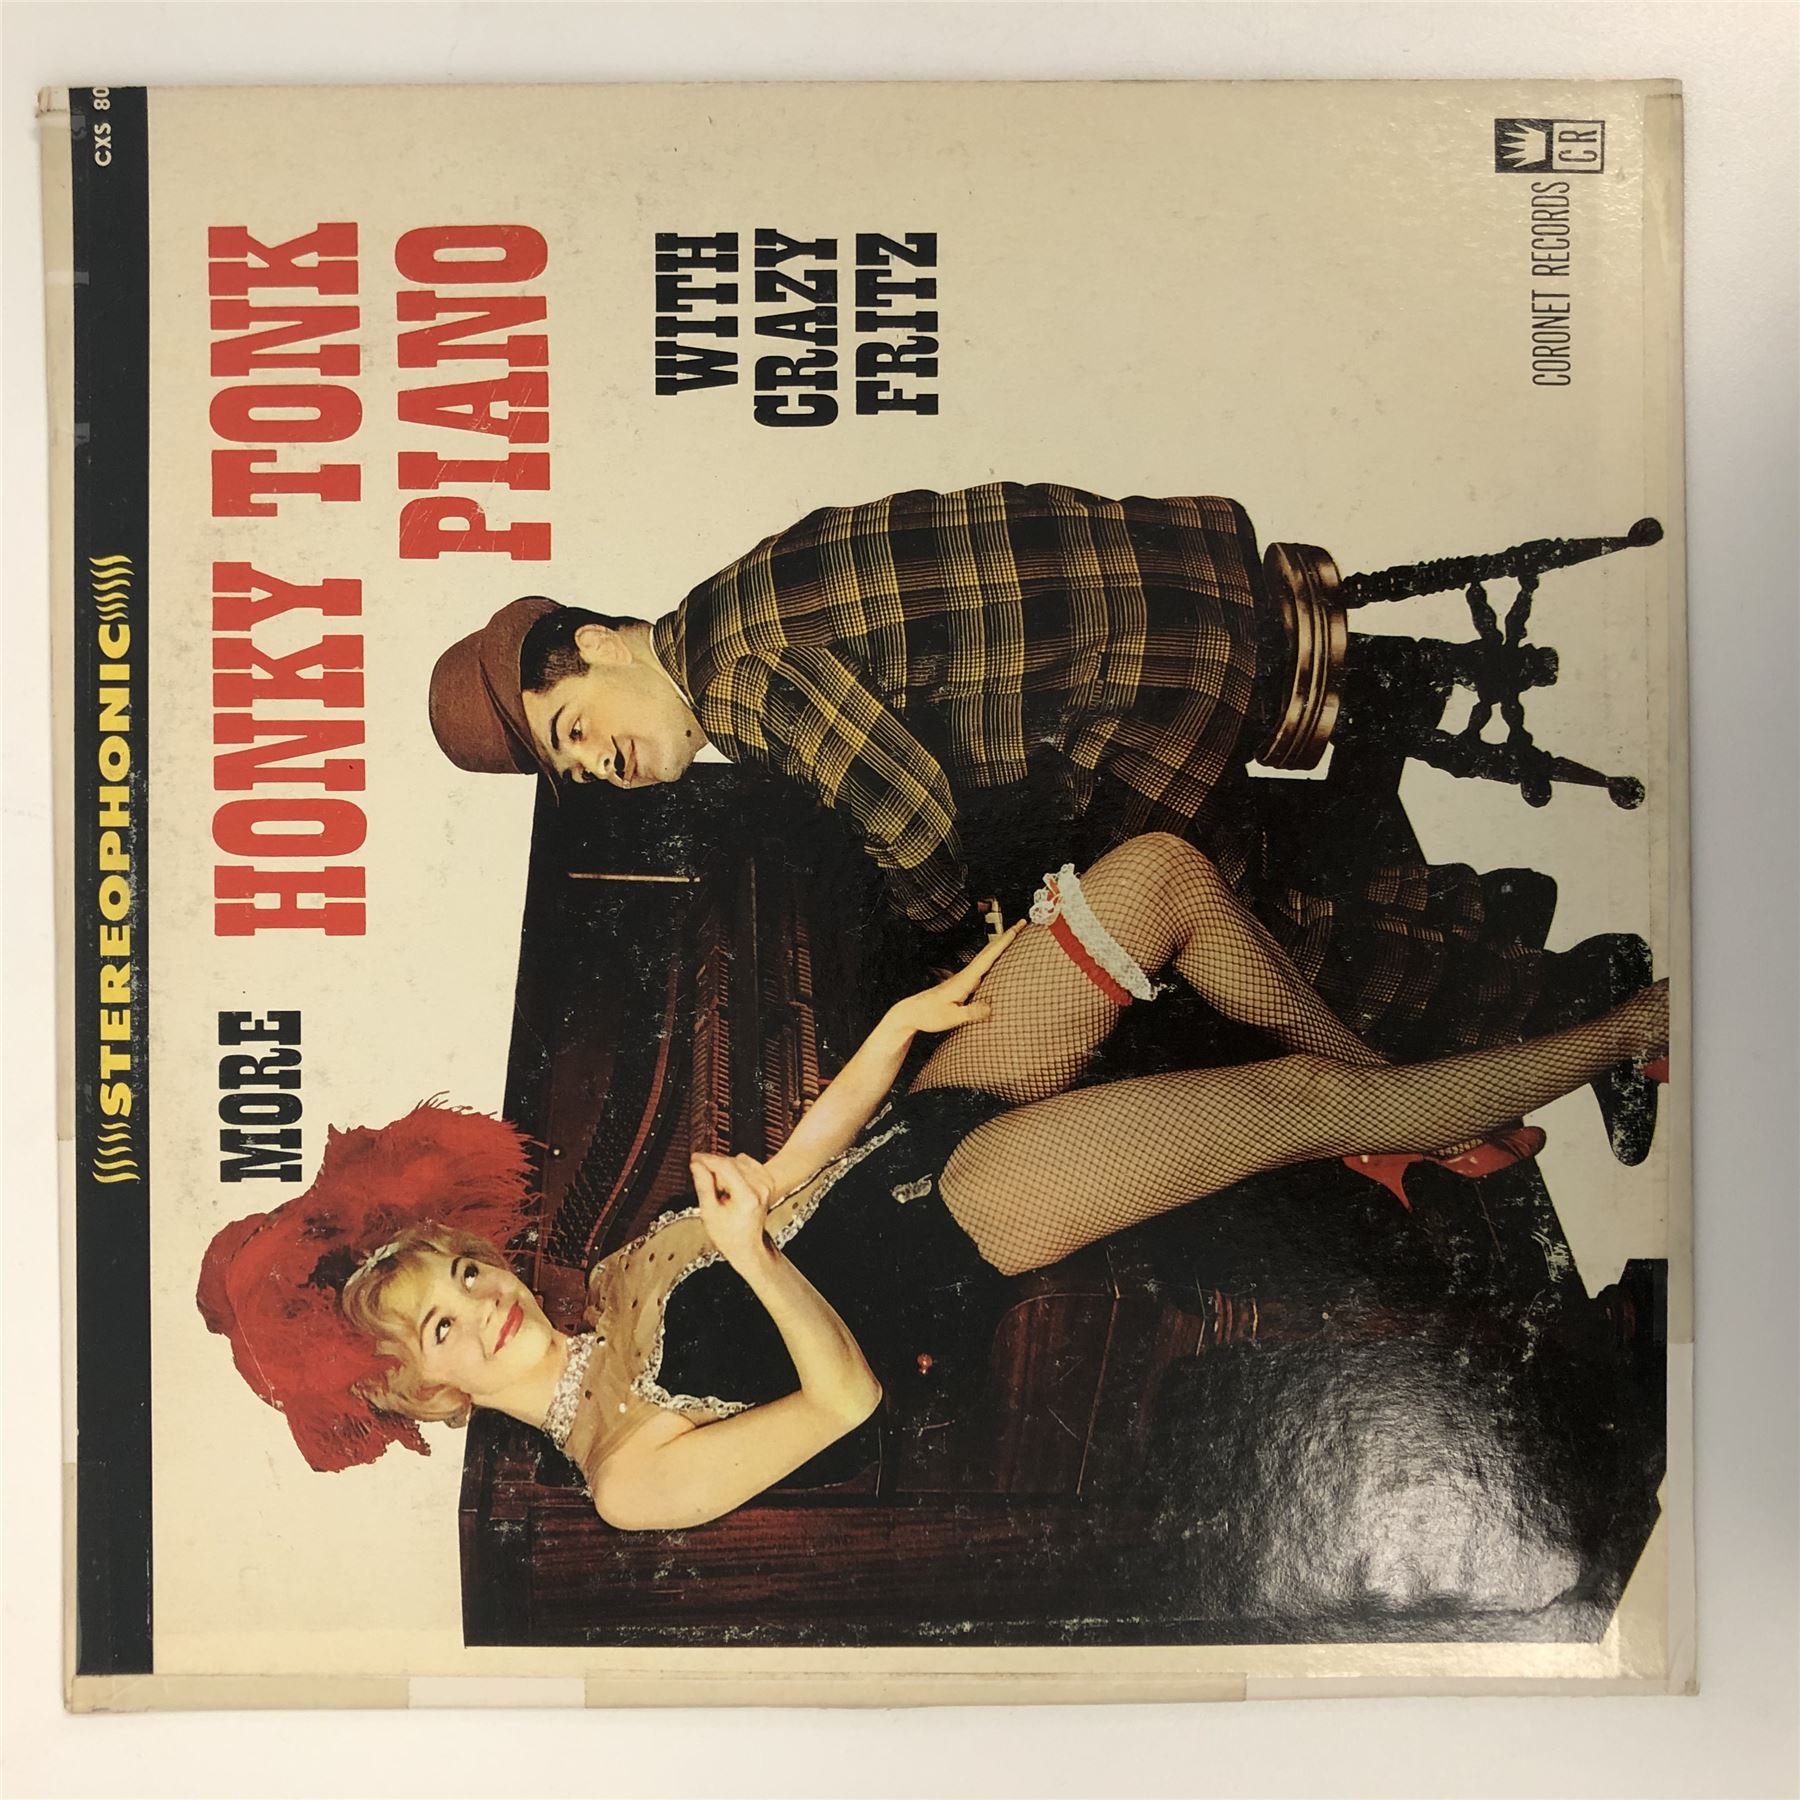 STEREOPHONIC
CXS 80
MORE HONKY TONK
PIANO
WITH
CRAZY
FRITZ
CORONET RECORDS
CR